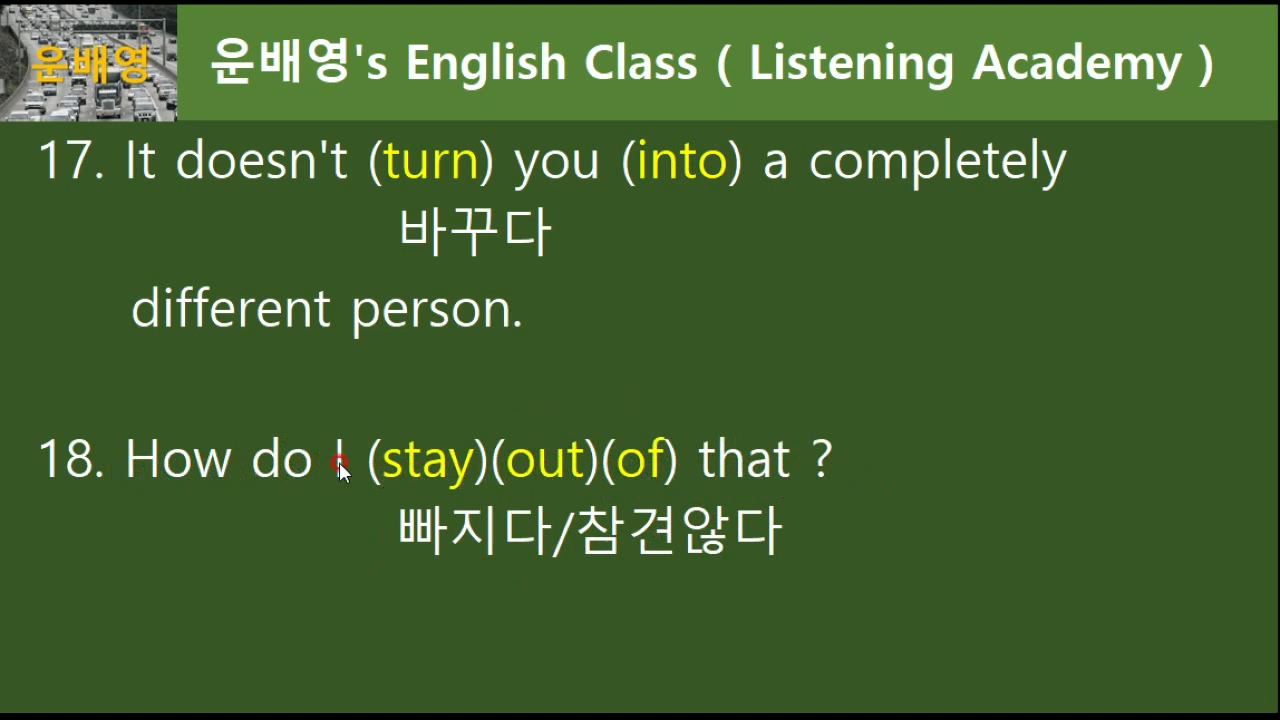 운배영
운배영's English Class ( Listening Academy )
17. It doesn't (turn) you (into) a completely
바꾸다
different person.
18. How do I (stay)(out)(of) that ?
빠지다/참견않다